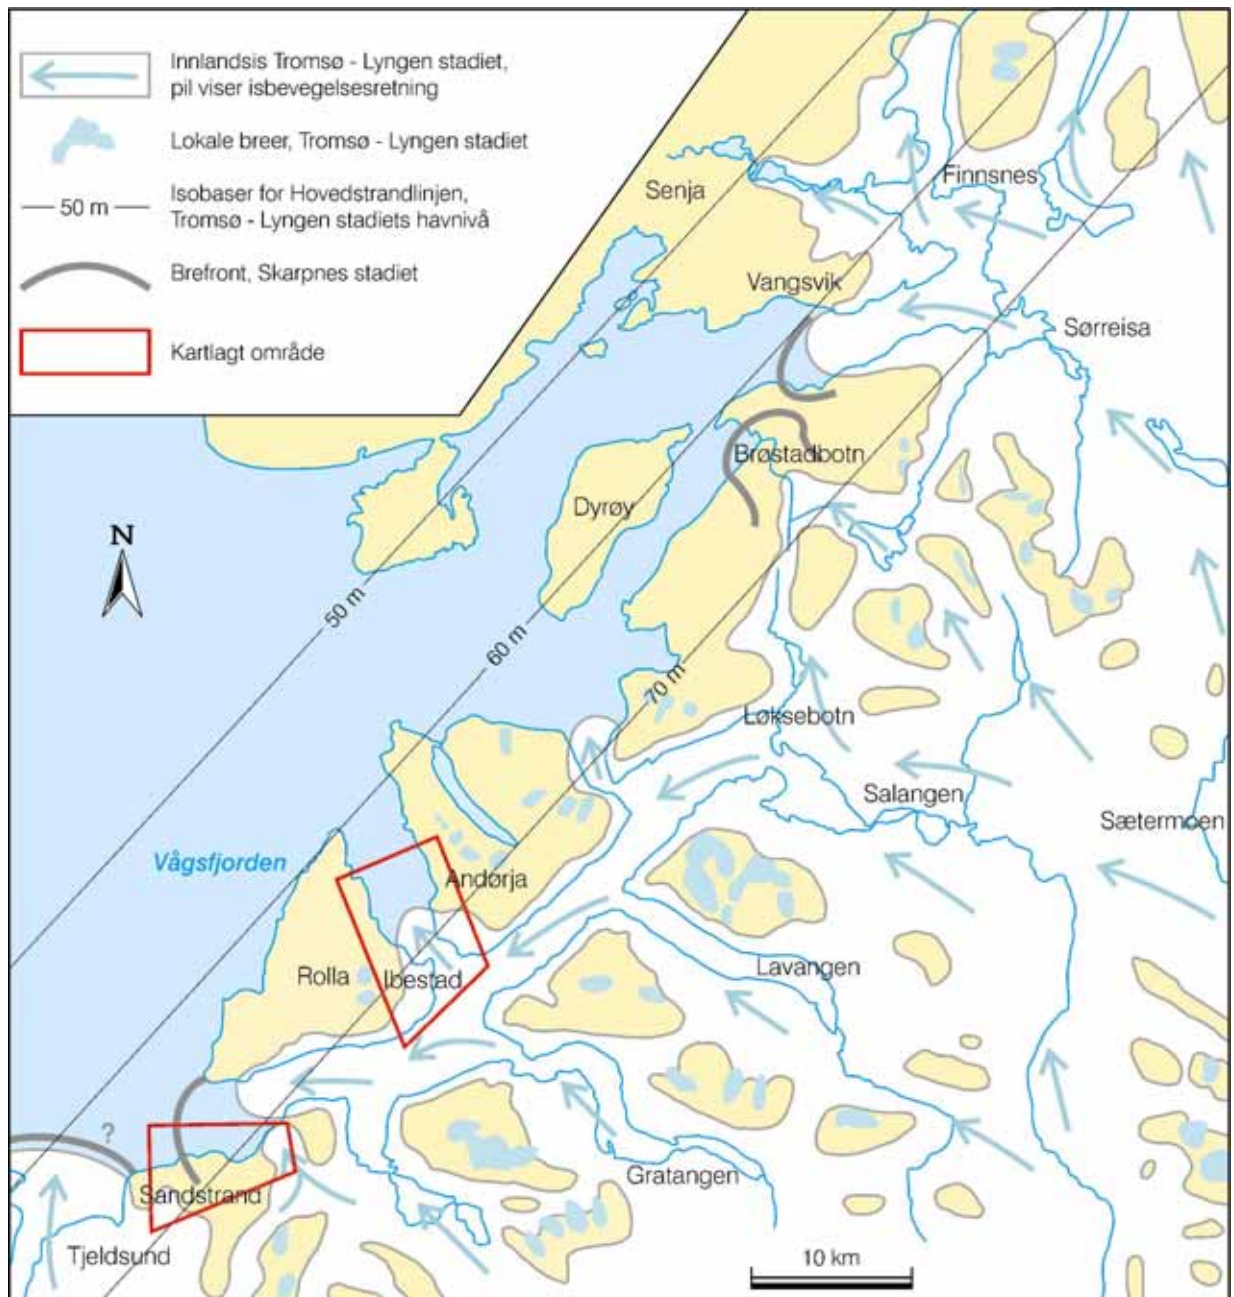 Innlandsis Tromsø - Lyngen stadiet,
pil viser isbevegelsesretning
Lokale breer, Tromsø - Lyngen stadiet
50 m
Isobaser for Hovedstrandlinjen,
Tromsø - Lyngen stadiets havnivå
Brefront, Skarpnes stadiet
Kartlagt område
Finnsnes
Senja
Vangsvik
Sørreisa
Brøstadbotn
Dyrøy
N
50 m
60 m
70 m
Løksebotn
Salangen
Sætermoen
Vågsfjorden
Andørja
Lavangen
Rolla
Ibestad
?
Gratangen
Sandstrand
Tjeldsund
10 km